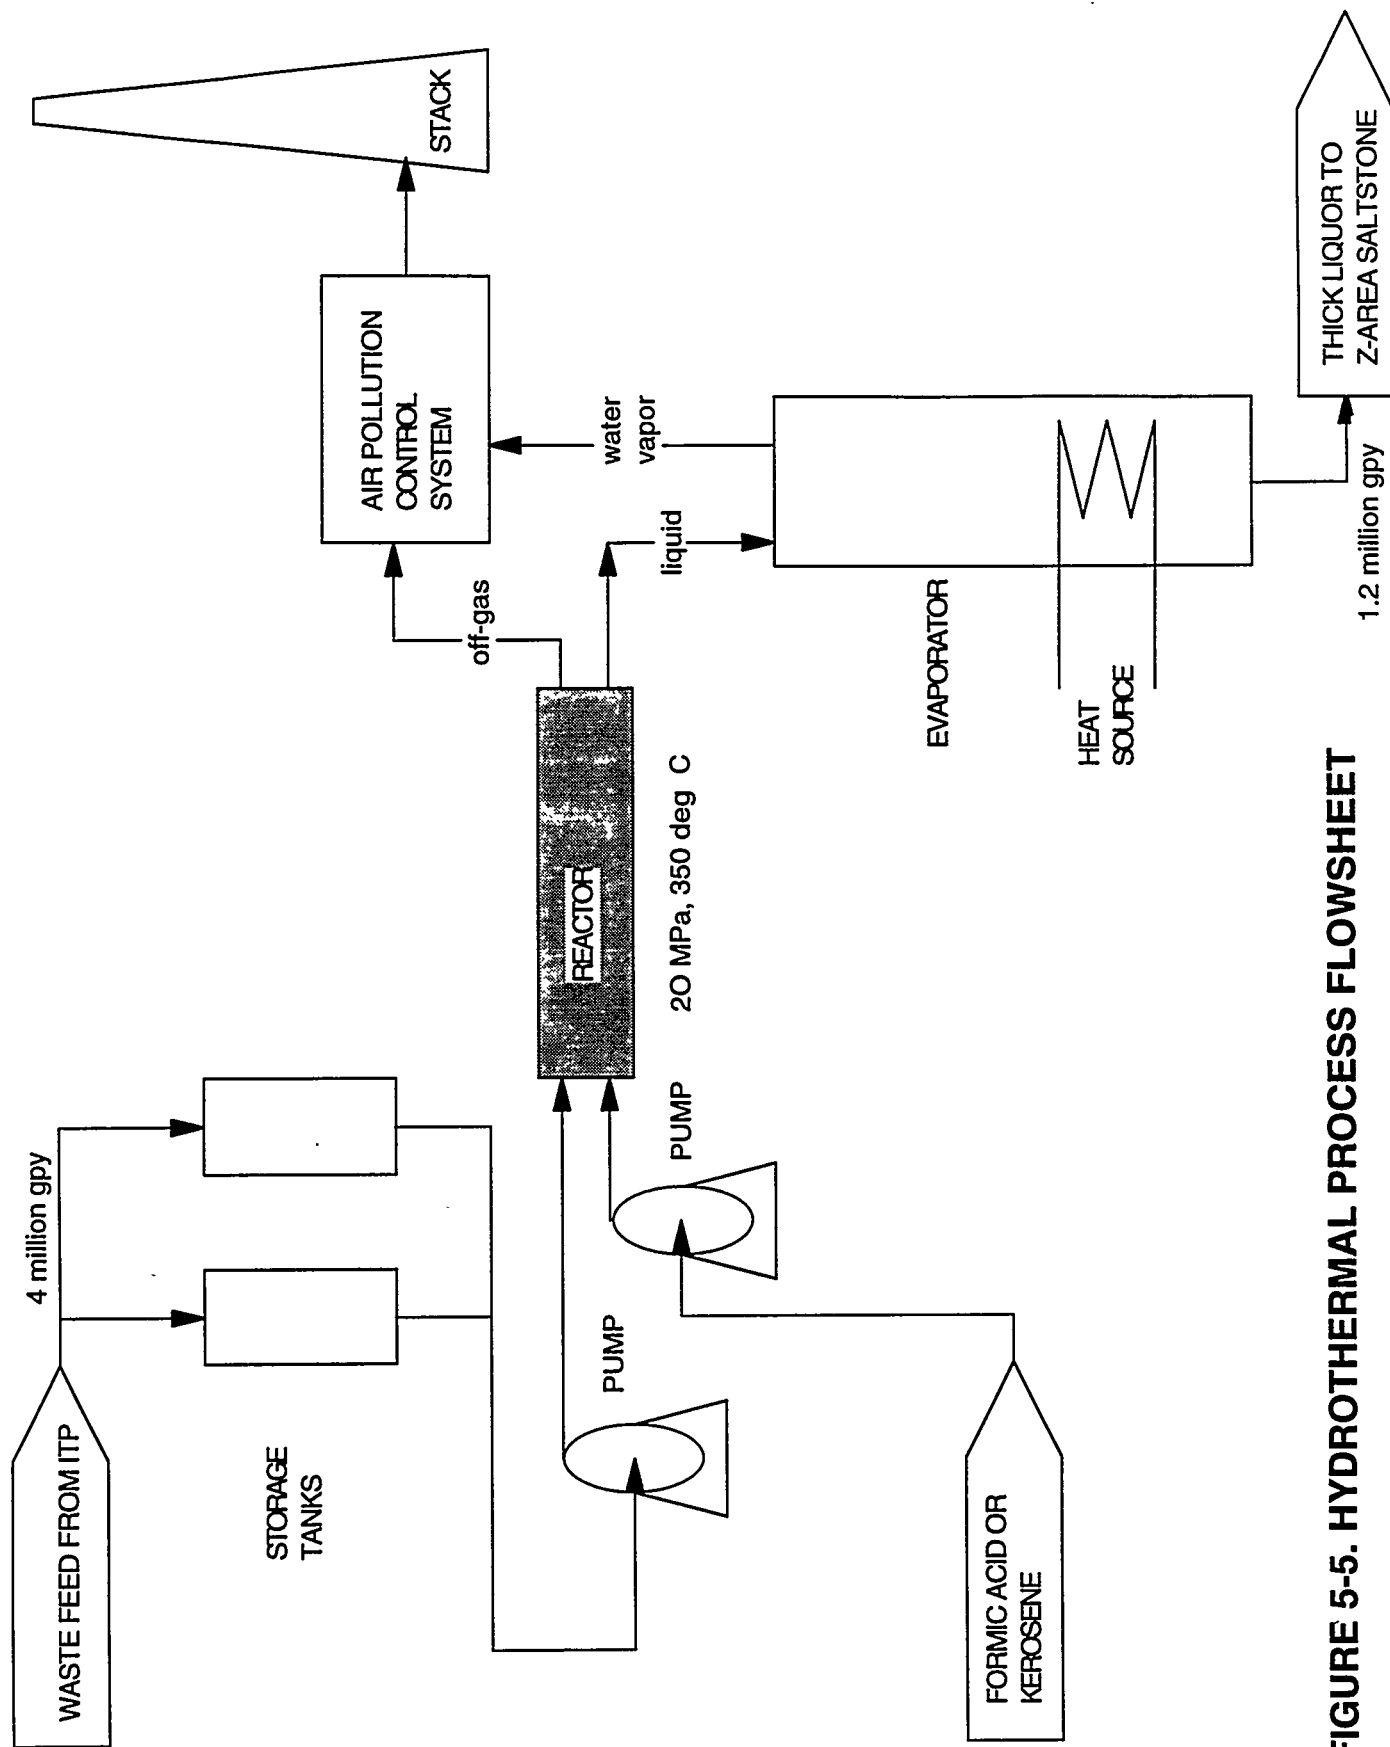 WASTE FEED FROM ITP
4 million gpy
STORAGE
TANKS
PUMP
PUMP
FORMIC ACID OR
KEROSENE
REACTOR
20 MPa, 350 deg C
off-gas
liquid
AIR POLLUTION
CONTROL
SYSTEM
STACK
water
vapor
EVAPORATOR
HEAT
SOURCE
1.2 million gpy
THICK LIQUOR TO
Z-AREA SALTSTONE
FIGURE 5-5. HYDROTHERMAL PROCESS FLOWSHEET